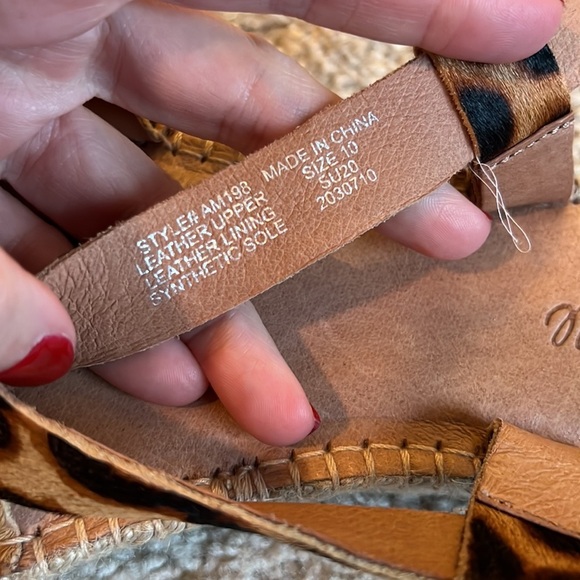 STYLE# AM198
LEATHER UPPER
LEATHER LINING
SYNTHETIC SOLE
MADE IN CHINA
SIZE 10
SU20
2030710